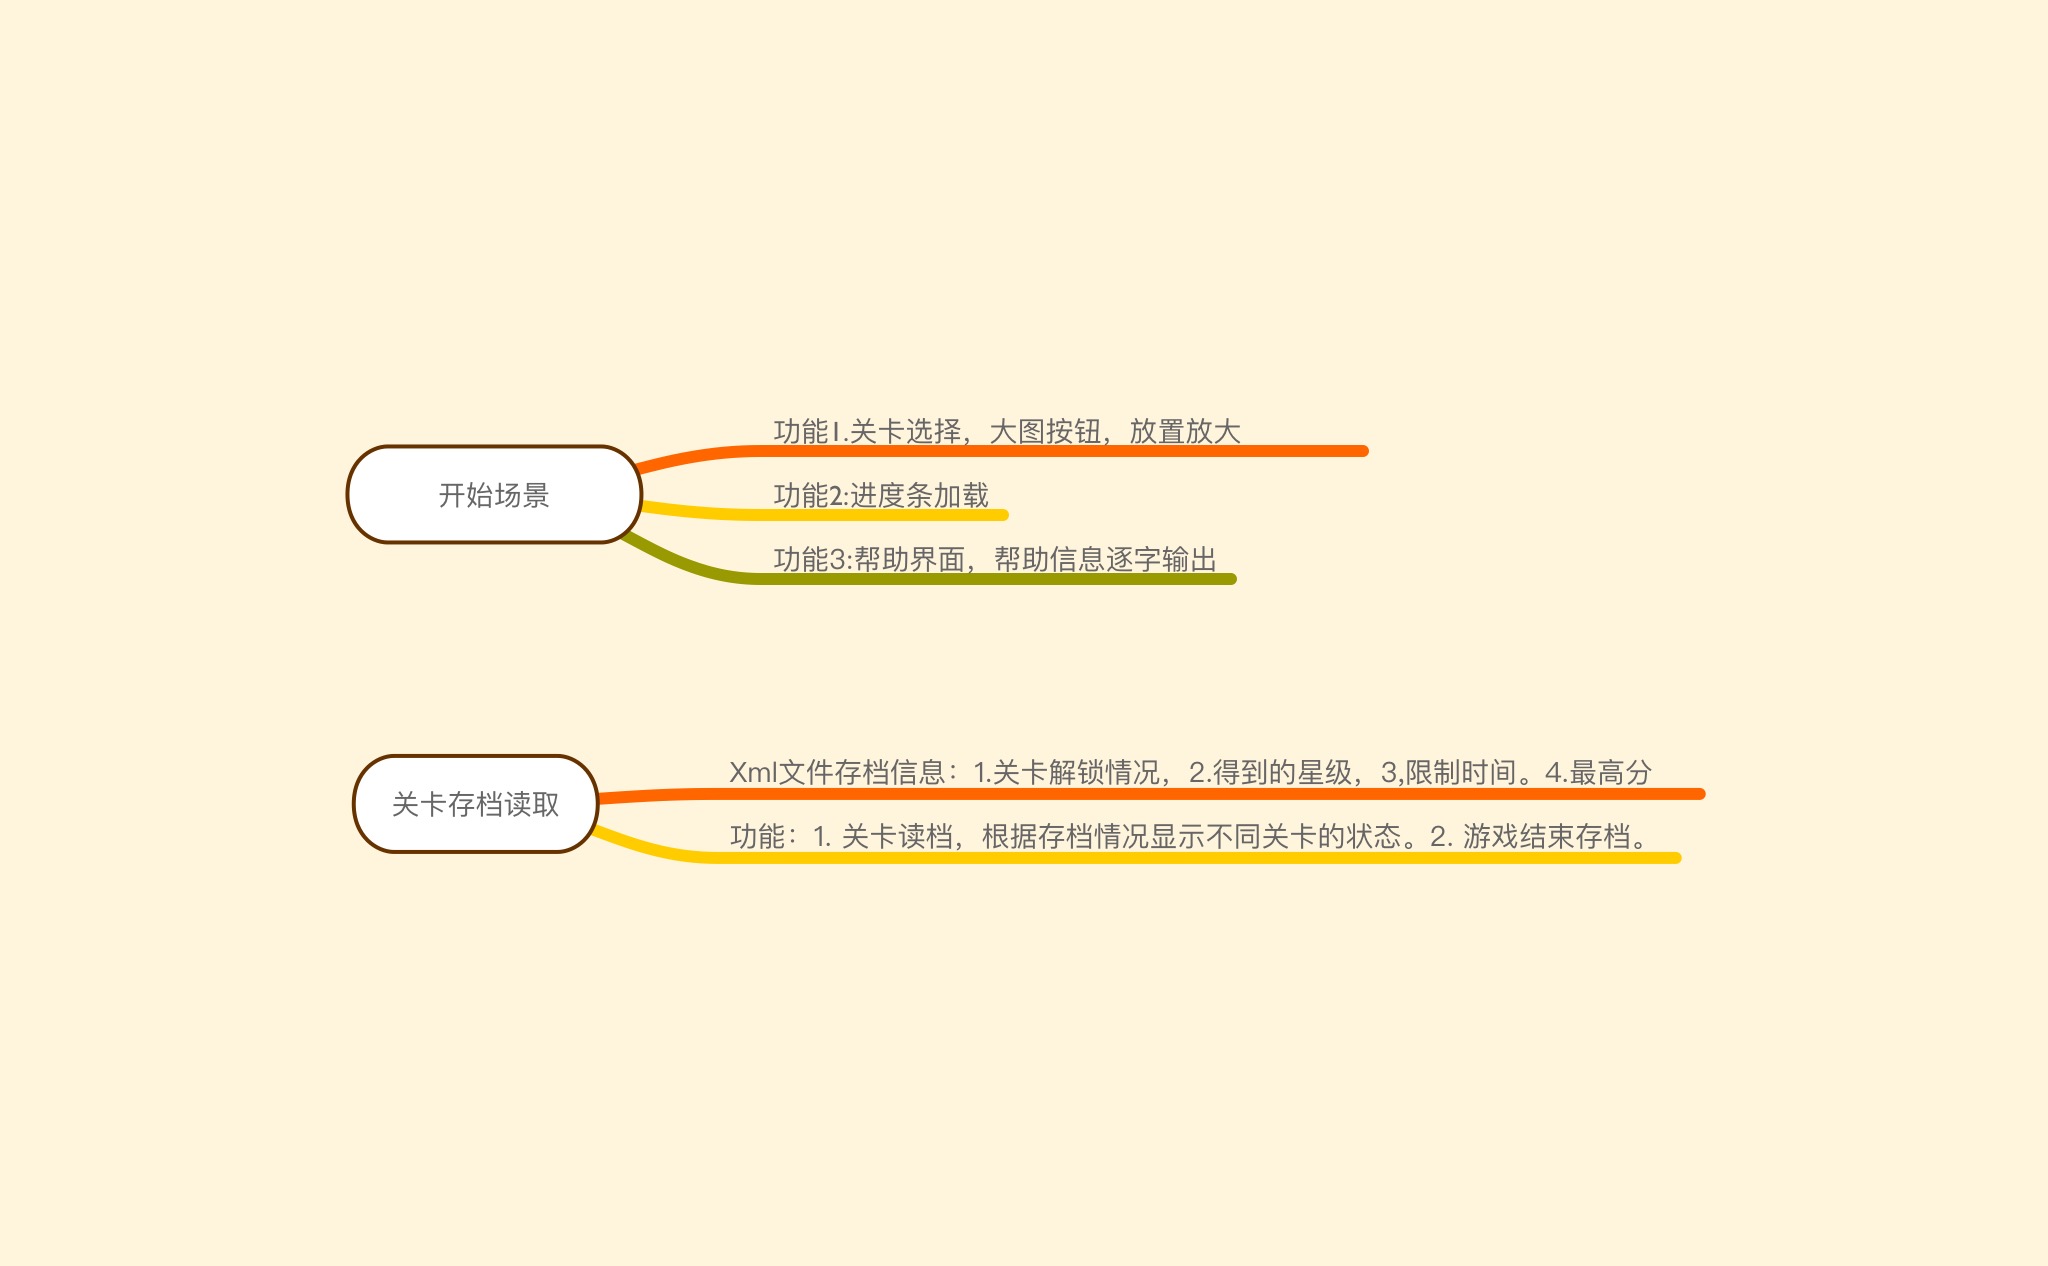 开始场景
功能1.关卡选择，大图按钮，放置放大
功能2:进度条加载
功能3:帮助界面，帮助信息逐字输出
关卡存档读取
Xml文件存档信息：1.关卡解锁情况，2.得到的星级，3,限制时间。4.最高分
功能：1. 关卡读档，根据存档情况显示不同关卡的状态。2. 游戏结束存档。